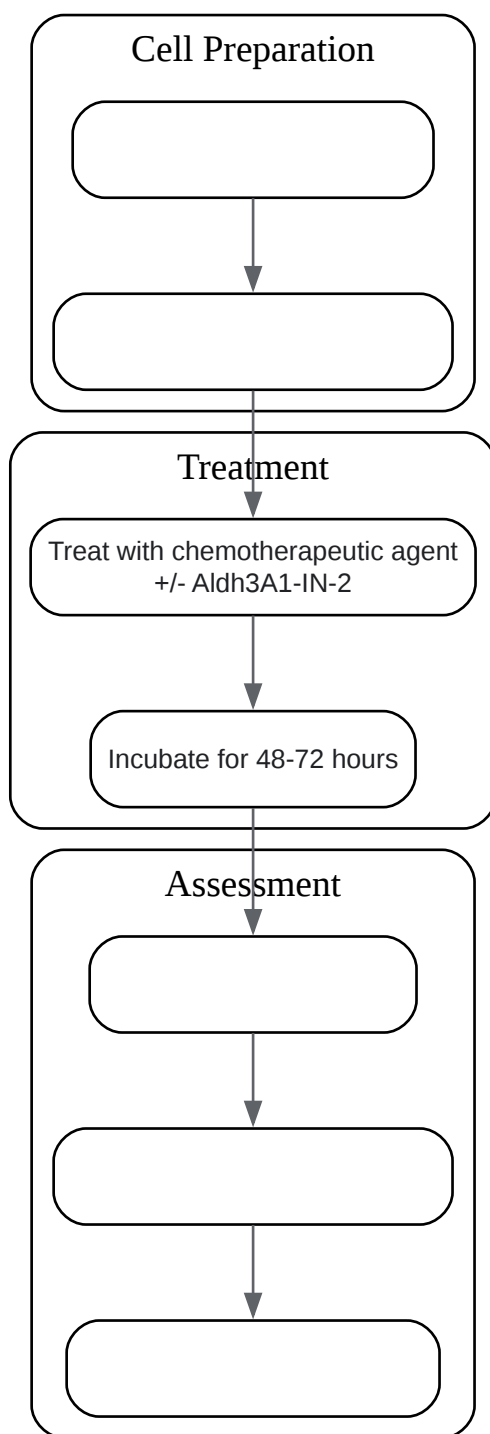 Cell Preparation
Treatment
Treat with chemotherapeutic agent
+/- Aldh3A1-IN-2
Incubate for 48-72 hours
Assessment